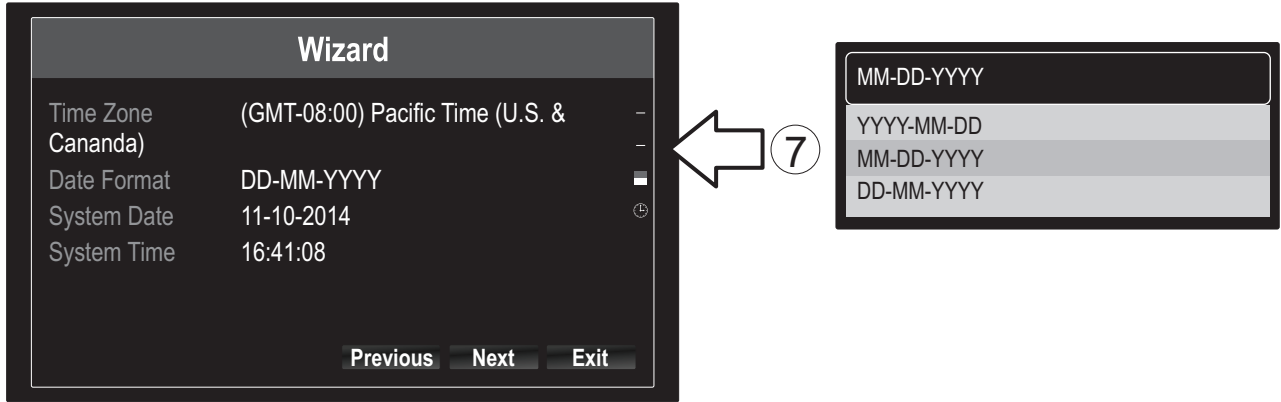 Wizard
Time Zone (GMT-08:00) Pacific Time (U.S. &
Cananda)
Date Format DD-MM-YYYY
System Date 11-10-2014
System Time 16:41:08
Previous Next Exit
7
MM-DD-YYYY
YYYY-MM-DD
MM-DD-YYYY
DD-MM-YYYY